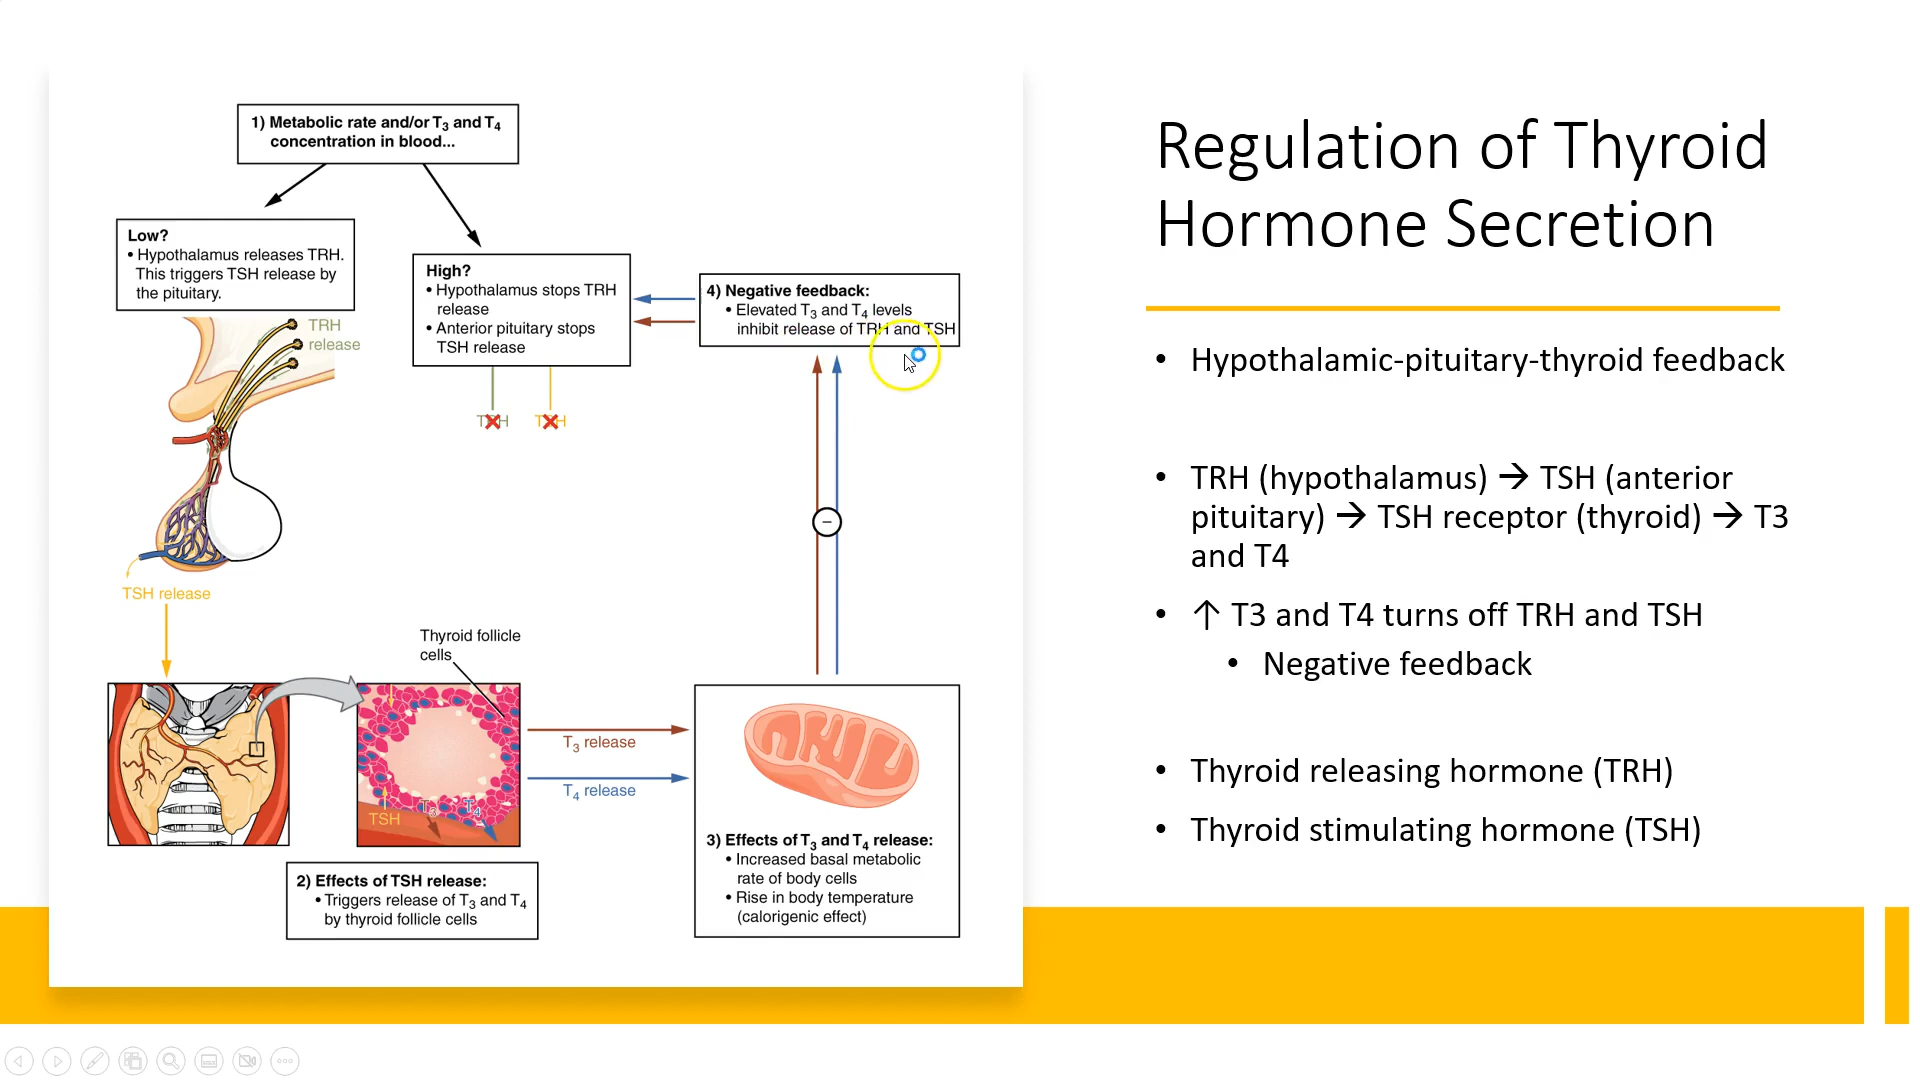 1) Metabolic rate and/or T3 and T4
concentration in blood...
Low?
• Hypothalamus releases TRH.
This triggers TSH release by
the pituitary.
High?
• Hypothalamus stops TRH
release
• Anterior pituitary stops
TSH release
4) Negative feedback:
• Elevated T3 and T4 levels
inhibit release of TRH and TSH
TRH
release
TRH
TSH
−
TSH release
Thyroid follicle
cells
T3 release
T4 release
TSH
T3
T4
2) Effects of TSH release:
• Triggers release of T3 and T4
by thyroid follicle cells
3) Effects of T3 and T4 release:
• Increased basal metabolic
rate of body cells
• Rise in body temperature
(calorigenic effect)
Regulation of Thyroid
Hormone Secretion
• Hypothalamic-pituitary-thyroid feedback
• TRH (hypothalamus) → TSH (anterior
pituitary) → TSH receptor (thyroid) → T3
and T4
• ↑ T3 and T4 turns off TRH and TSH
• Negative feedback
• Thyroid releasing hormone (TRH)
• Thyroid stimulating hormone (TSH)